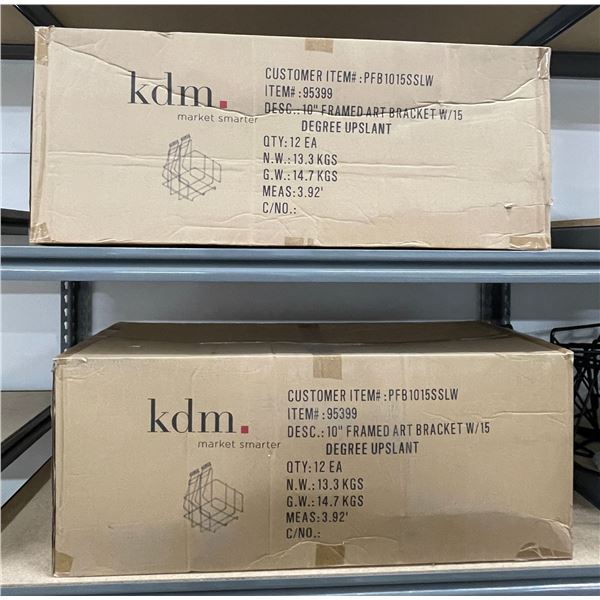 kdm.
market smarter
CUSTOMER ITEM# :PFB1015SSLW
ITEM# :95399
DESC.: 10" FRAMED ART BRACKET W/15
DEGREE UPSLANT
QTY: 12 EA
N.W.: 13.3 KGS
G.W.: 14.7 KGS
MEAS: 3.92'
C/NO.:
kdm.
market smarter
CUSTOMER ITEM# :PFB1015SSLW
ITEM# :95399
DESC.: 10" FRAMED ART BRACKET W/15
DEGREE UPSLANT
QTY: 12 EA
N.W.: 13.3 KGS
G.W.: 14.7 KGS
MEAS: 3.92'
C/NO.: